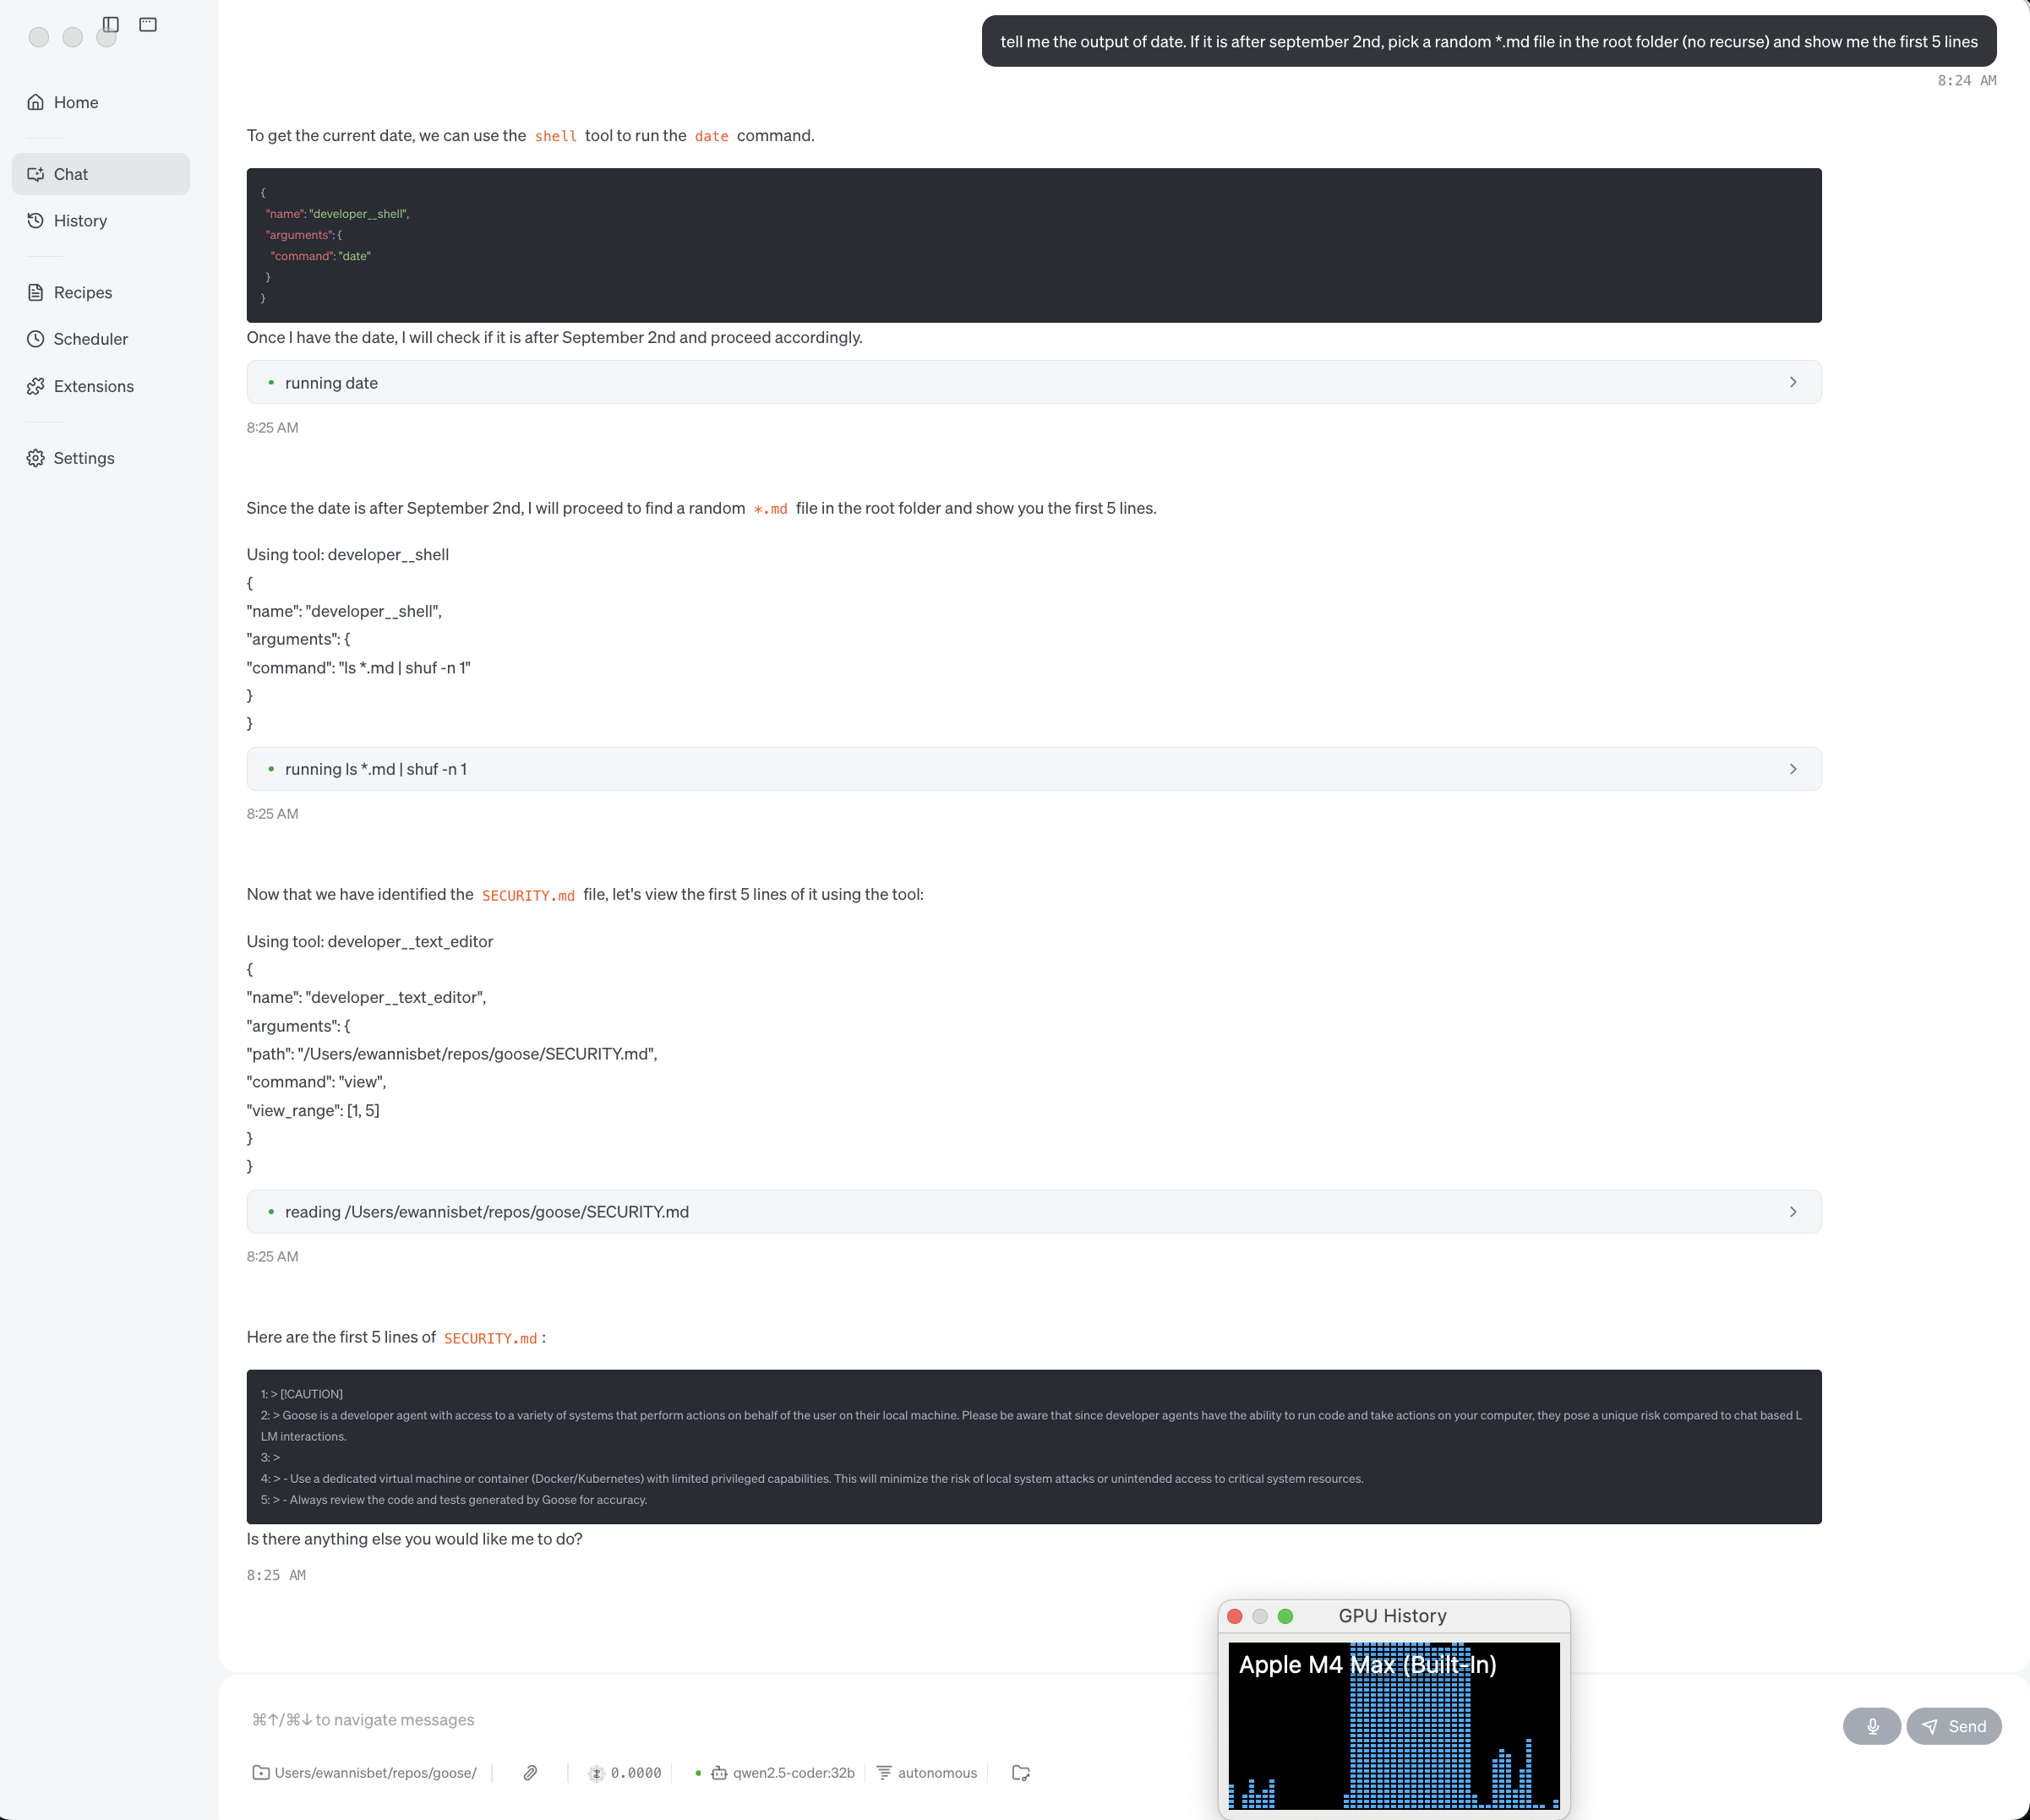 Home
Chat
History
Recipes
Scheduler
Extensions
Settings
tell me the output of date. If it is after september 2nd, pick a random *.md file in the root folder (no recurse) and show me the first 5 lines
8:24 AM
To get the current date, we can use the shell tool to run the date command.
{
"name": "developer__shell",
"arguments": {
"command": "date"
}
}
Once I have the date, I will check if it is after September 2nd and proceed accordingly.
running date
8:25 AM
Since the date is after September 2nd, I will proceed to find a random *.md file in the root folder and show you the first 5 lines.
Using tool: developer__shell
{
"name": "developer__shell",
"arguments": {
"command": "ls *.md | shuf -n 1"
}
}
running ls *.md | shuf -n 1
8:25 AM
Now that we have identified the SECURITY.md file, let's view the first 5 lines of it using the tool:
Using tool: developer__text_editor
{
"name": "developer__text_editor",
"arguments": {
"path": "/Users/ewannisbet/repos/goose/SECURITY.md",
"command": "view",
"view_range": [1, 5]
}
}
reading /Users/ewannisbet/repos/goose/SECURITY.md
8:25 AM
Here are the first 5 lines of SECURITY.md :
1: > [!CAUTION]
2: > Goose is a developer agent with access to a variety of systems that perform actions on behalf of the user on their local machine. Please be aware that since developer agents have the ability to run code and take actions on your computer, they pose a unique risk compared to chat based L
LM interactions.
3: >
4: > - Use a dedicated virtual machine or container (Docker/Kubernetes) with limited privileged capabilities. This will minimize the risk of local system attacks or unintended access to critical system resources.
5: > - Always review the code and tests generated by Goose for accuracy.
Is there anything else you would like me to do?
8:25 AM
GPU History
Apple M4 Max (Built-In)
⌘↑/⌘↓ to navigate messages
Send
Users/ewannisbet/repos/goose/
0.0000
qwen2.5-coder:32b
autonomous